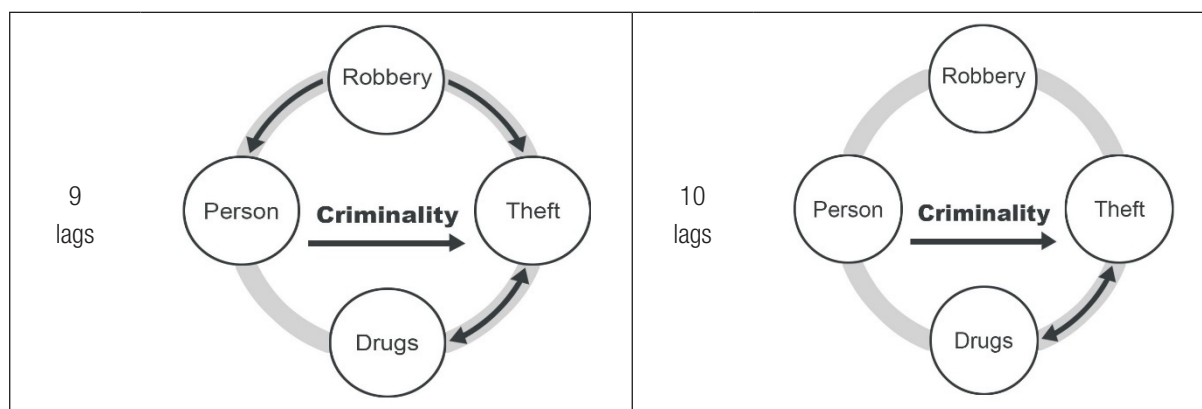 9
lags
Robbery
Person
Criminality
Theft
Drugs
10
lags
Robbery
Person
Criminality
Theft
Drugs